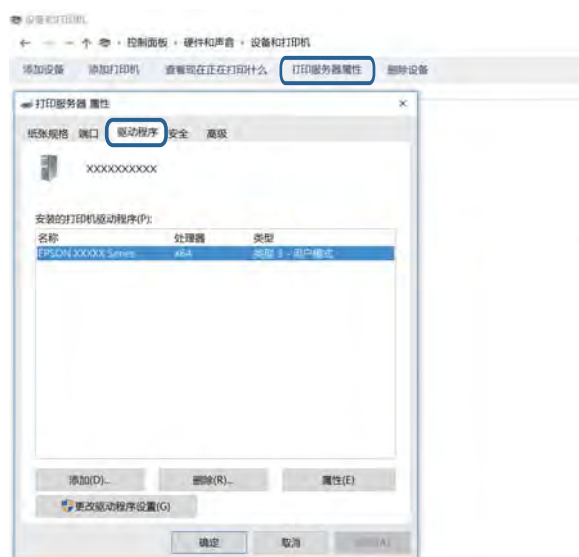 设备和打印机
控制面板 › 硬件和声音 › 设备和打印机
添加设备 添加打印机 查看现在正在打印什么 打印服务器属性 删除设备
打印服务器 属性
纸张规格 端口 驱动程序 安全 高级
XXXXXXXXXXX
安装的打印机驱动程序(P):
名称 处理器 类型
EPSON XXXXX Series x64 类型 3 - 用户模式
添加(D)... 删除(R)... 属性(E)
更改驱动程序设置(G)
确定 取消